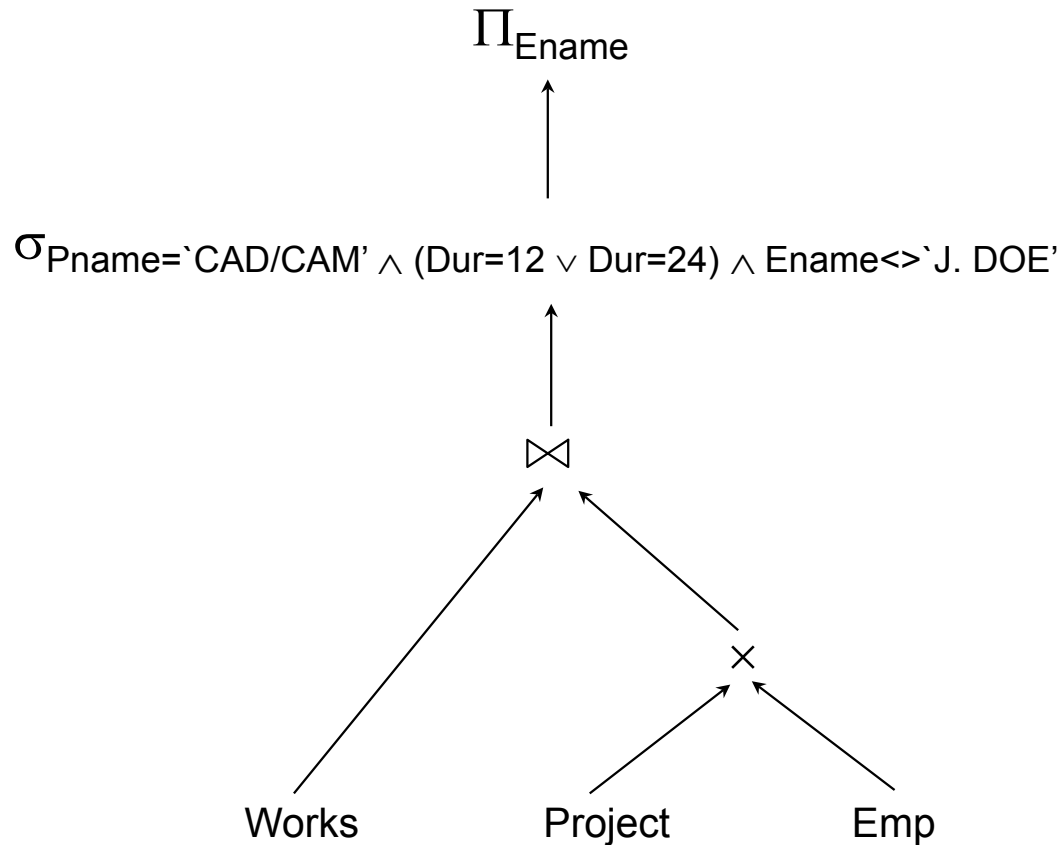 ΠEname
σPname=`CAD/CAM’ ∧ (Dur=12 ∨ Dur=24) ∧ Ename<>`J. DOE’
⋈
×
Works Project Emp